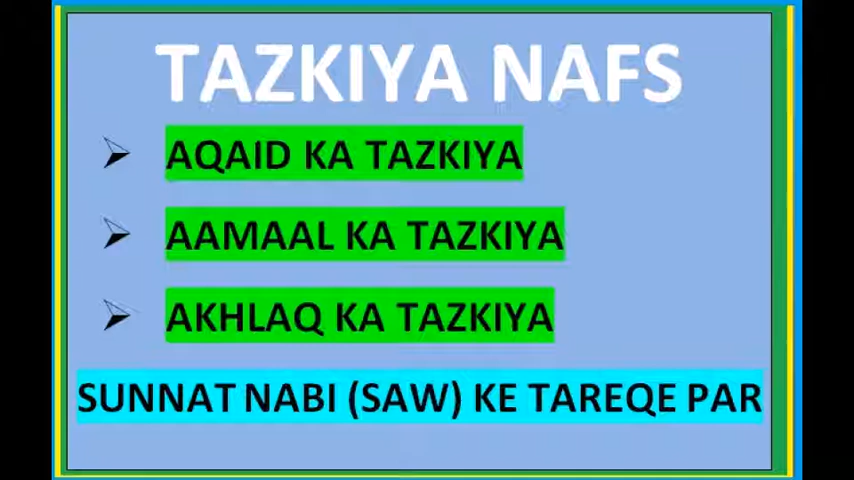 TAZKIYA NAFS
AQAID KA TAZKIYA
AAMAAL KA TAZKIYA
AKHLAQ KA TAZKIYA
SUNNAT NABI (SAW) KE TAREQE PAR